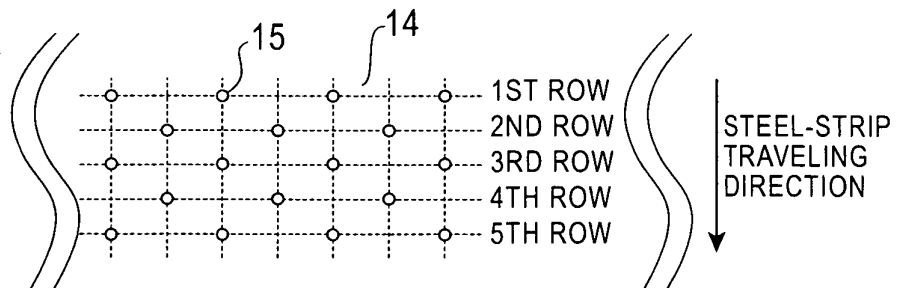 15
14
1ST ROW
2ND ROW
3RD ROW
4TH ROW
5TH ROW
STEEL-STRIP
TRAVELING
DIRECTION